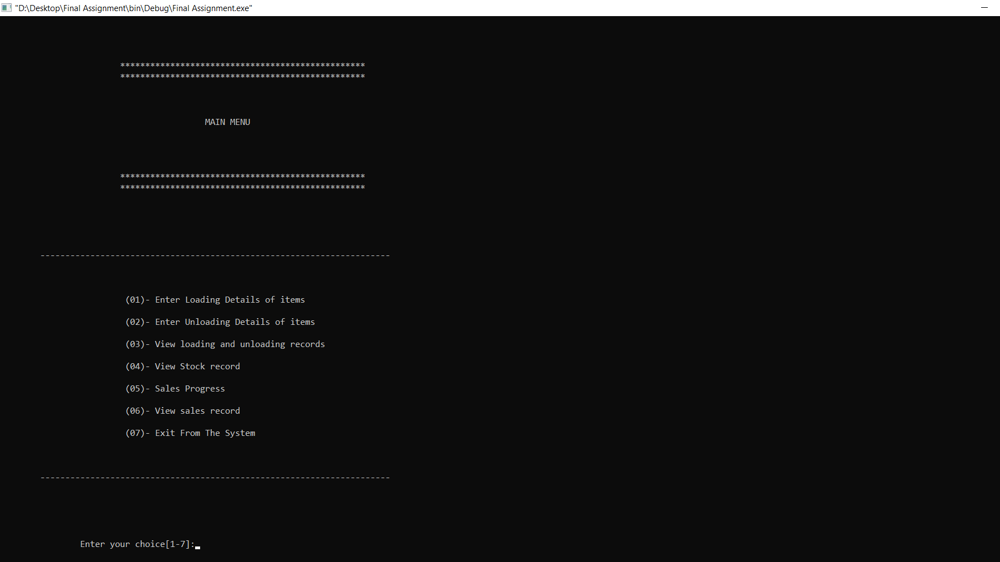 "D:\Desktop\Final Assignment\bin\Debug\Final Assignment.exe"
*************************************************
*************************************************
MAIN MENU
*************************************************
*************************************************
----------------------------------------------------------------------
(01)- Enter Loading Details of items
(02)- Enter Unloading Details of items
(03)- View loading and unloading records
(04)- View Stock record
(05)- Sales Progress
(06)- View sales record
(07)- Exit From The System
----------------------------------------------------------------------
Enter your choice[1-7]: